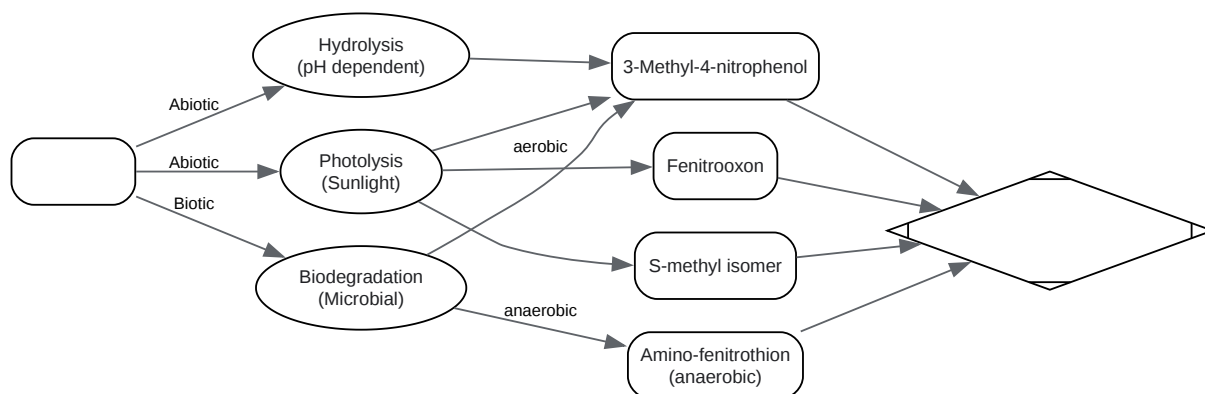 Hydrolysis
(pH dependent)
3-Methyl-4-nitrophenol
Abiotic
aerobic
Abiotic
Photolysis
(Sunlight)
Fenitrooxon
Biotic
Biodegradation
(Microbial)
S-methyl isomer
anaerobic
Amino-fenitrothion
(anaerobic)